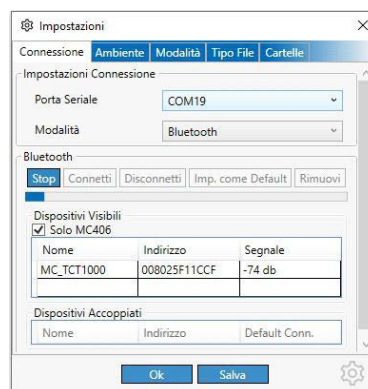 Impostazioni
Connessione Ambiente Modalità Tipo File Cartelle
Impostazioni Connessione
Porta Seriale COM19
Modalità Bluetooth
Bluetooth
Stop Connetti Disconnetti Imp. come Default Rimuovi
Dispositivi Visibili
Solo MC406
Nome Indirizzo Segnale
MC_TCT1000 008025F11CCF -74 db
Dispositivi Accoppiati
Nome Indirizzo Default Conn.
Ok Salva